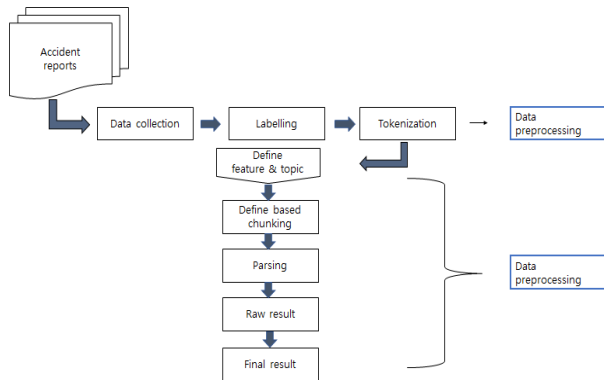 Accident
reports
Data collection
Labelling
Tokenization
Data
preprocessing
Define
feature & topic
Define based
chunking
Parsing
Raw result
Final result
Data
preprocessing